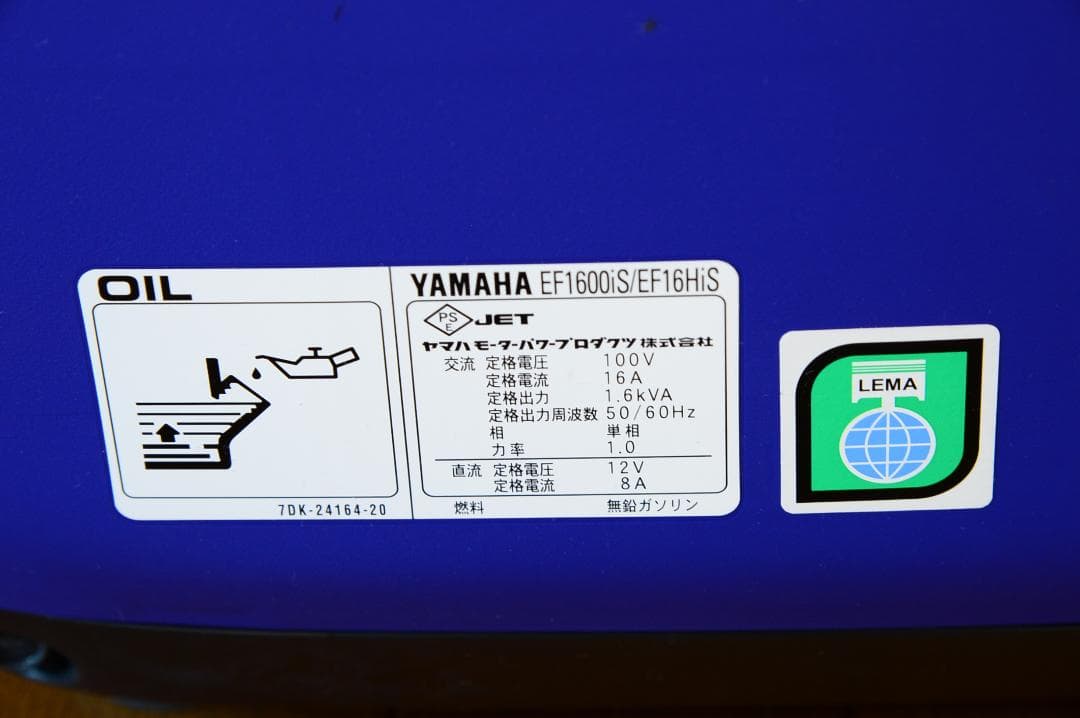 OIL
7DK-24164-20
YAMAHA EF1600iS/EF16HiS
PS E JET
ヤマハモーターパワープロダクツ株式会社
交流 定格電圧 100V
定格電流 16A
定格出力 1.6kVA
定格出力周波数 50/60Hz
相 単相
力率 1.0
直流 定格電圧 12V
定格電流 8A
燃料 無鉛ガソリン
LEMA